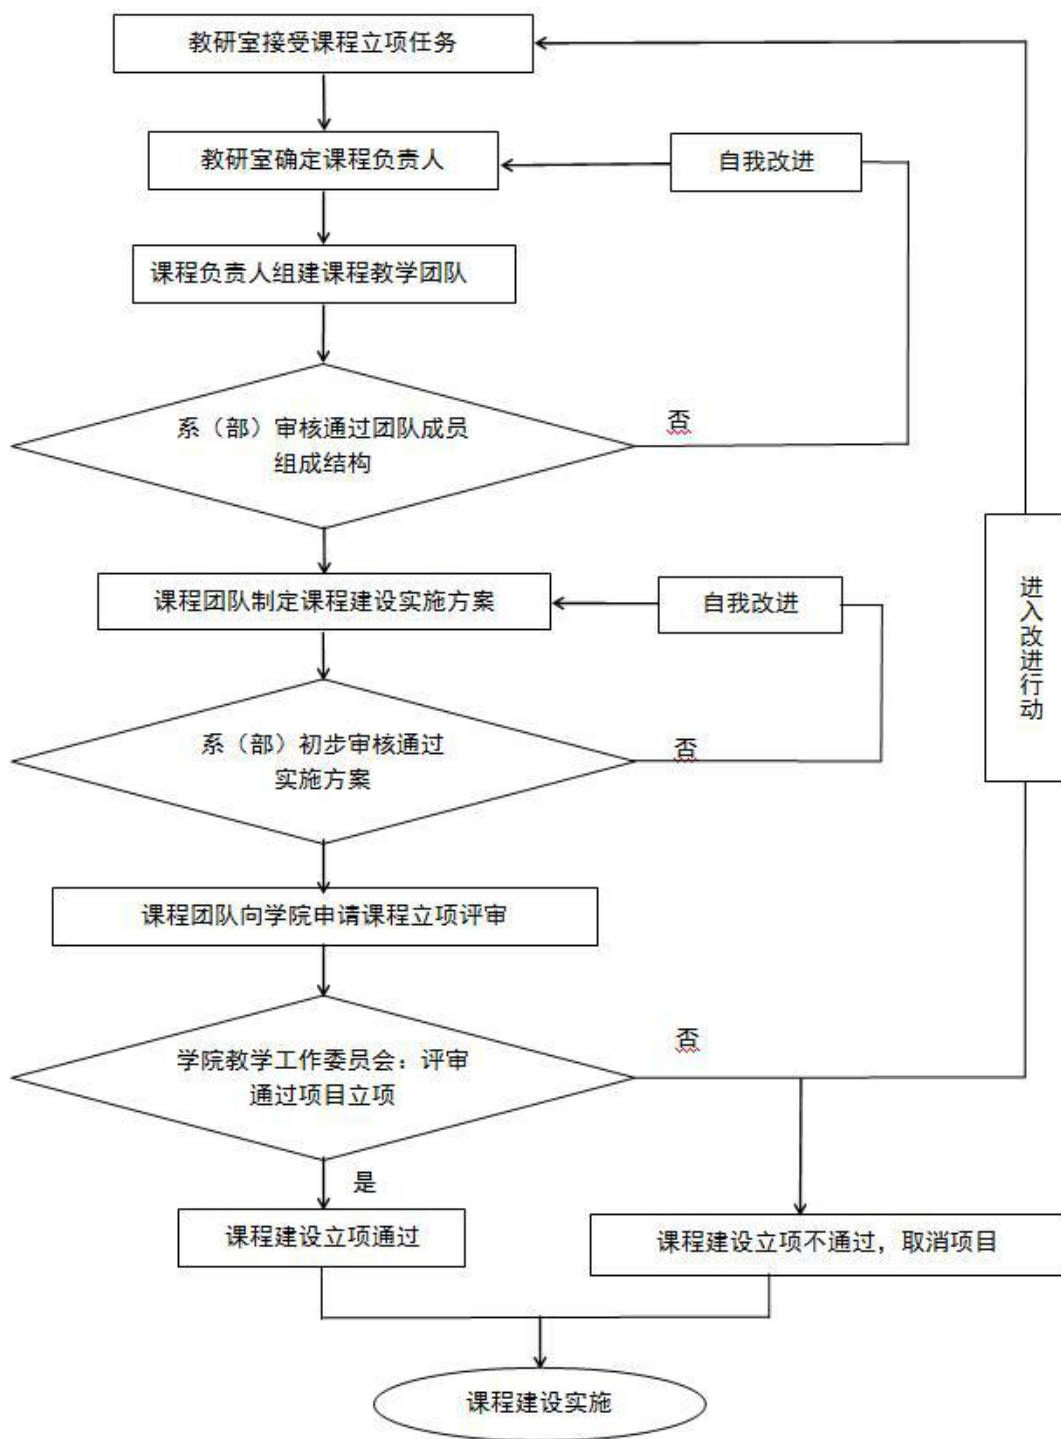 教研室接受课程立项任务
教研室确定课程负责人
自我改进
课程负责人组建课程教学团队
系（部）审核通过团队成员
组成结构
否
课程团队制定课程建设实施方案
自我改进
进入改进行动
系（部）初步审核通过
实施方案
否
课程团队向学院申请课程立项评审
学院教学工作委员会：评审
通过项目立项
否
是
课程建设立项通过
课程建设立项不通过，取消项目
课程建设实施